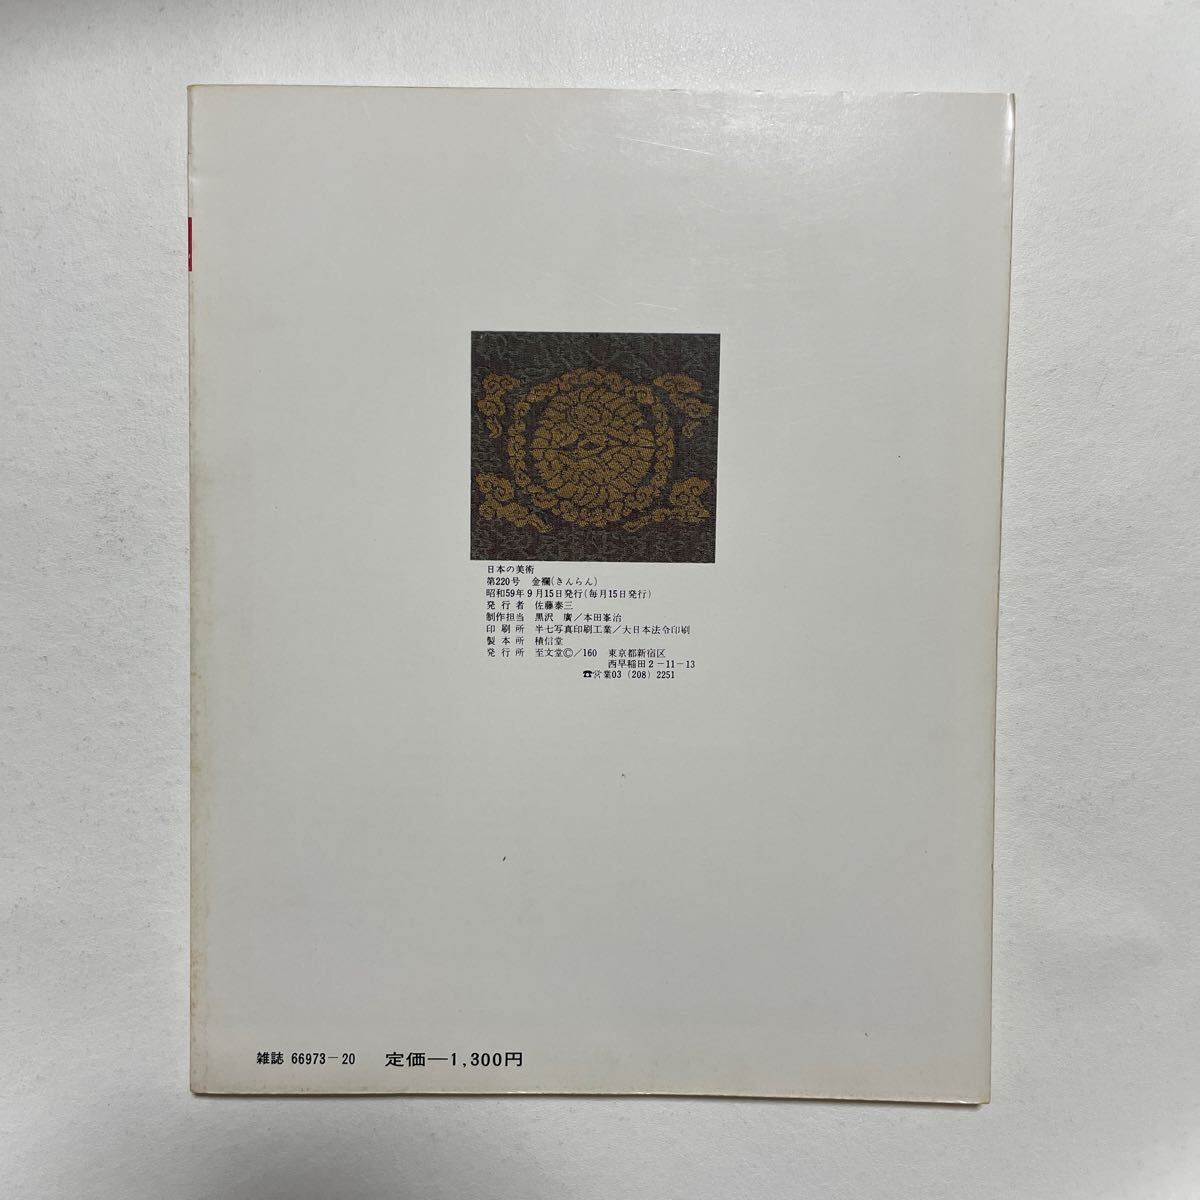 日本の美術
第220号 金襴(きんらん)
昭和59年9月15日発行(毎月15日発行)
発行者 佐藤泰三
制作担当 黒沢 廣/本田峯治
印刷所 半七写真印刷工業/大日本法令印刷
製本所 積信堂
発行所 至文堂©/160 東京都新宿区
西早稲田2-11-13
☎営業03 (208) 2251
雑誌 66973-20 定価—1,300円